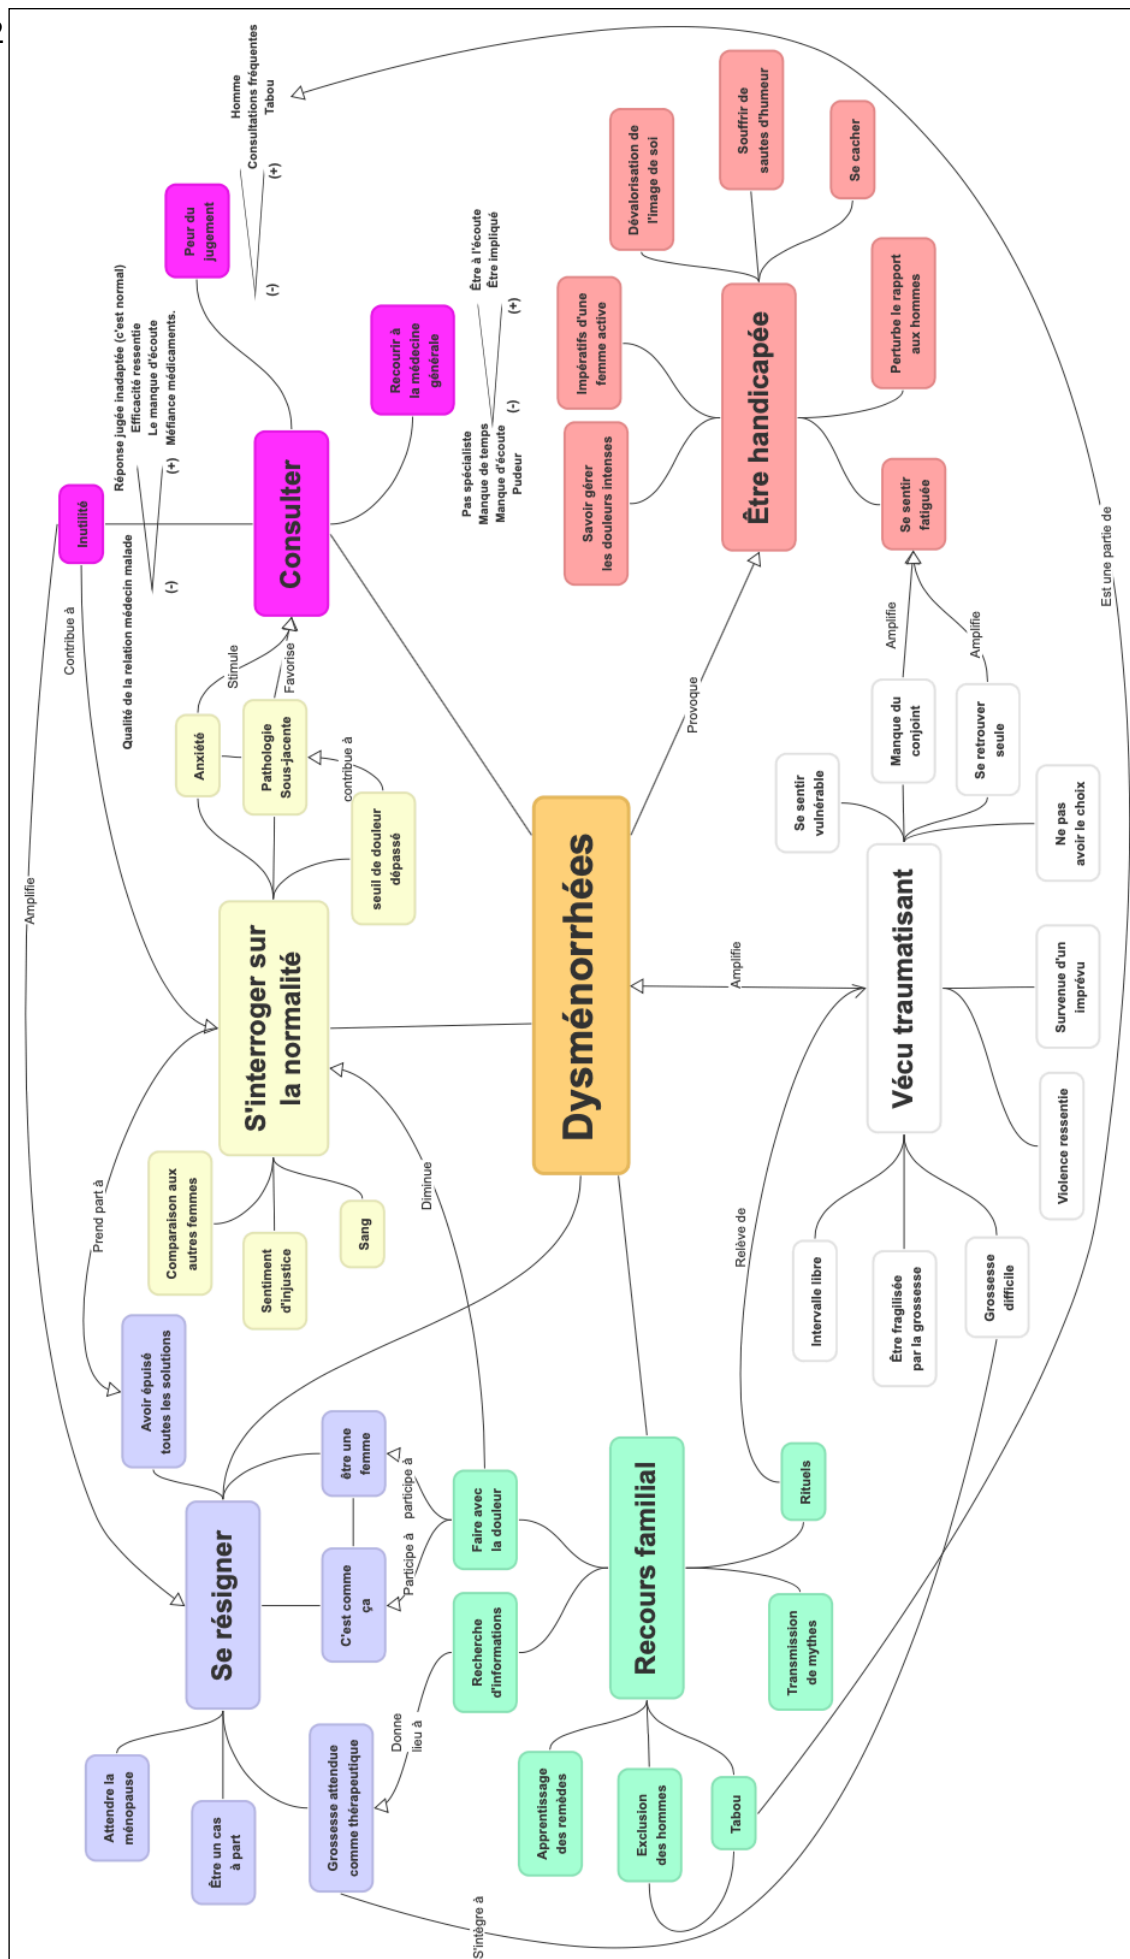 Attendre la
ménopause
Être un cas
à part
Grossesse attendue
comme thérapeutique
Se résigner
Avoir épuisé
toutes les solutions
être une
femme
C'est comme
ça
Amplifie
Prend part à
Contribue à
Comparaison aux
autres femmes
Sentiment
d'injustice
Sang
S'interroger sur
la normalité
Anxiété
Pathologie
Sous-jacente
seuil de douleur
dépassé
contribue à
Stimule
Favorise
Inutilité
Qualité de la relation médecin malade
(-)
(+)
Réponse jugée inadaptée (c'est normal)
Efficacité ressentie
Le manque d'écoute
Méfiance médicaments.
Consulter
Peur du
jugement
(-)
(+)
Homme
Consultations fréquentes
Tabou
Recourir à
la médecine
générale
Pas spécialiste
Manque de temps
Manque d'écoute
Pudeur
(-)
(+)
Être à l'écoute
Être impliqué
Donne
lieu à
Participe à
participe à
Diminue
Recherche
d'informations
Faire avec
la douleur
Apprentissage
des remèdes
Exclusion
des hommes
Tabou
Recours familial
Transmission
de mythes
Rituels
S'intègre à
Dysménorrhées
Provoque
Amplifie
Relève de
Savoir gérer
les douleurs intenses
Impératifs d'une
femme active
Dévalorisation de
l'image de soi
Souffrir de
sautes d'humeur
Se cacher
Être handicapée
Se sentir
fatiguée
Perturbe le rapport
aux hommes
Amplifie
Amplifie
Intervalle libre
Être fragilisée
par la grossesse
Grossesse
difficile
Vécu traumatisant
Se sentir
vulnérable
Manque du
conjoint
Se retrouver
seule
Ne pas
avoir le choix
Survenue d'un
imprévu
Violence ressentie
Est une partie de